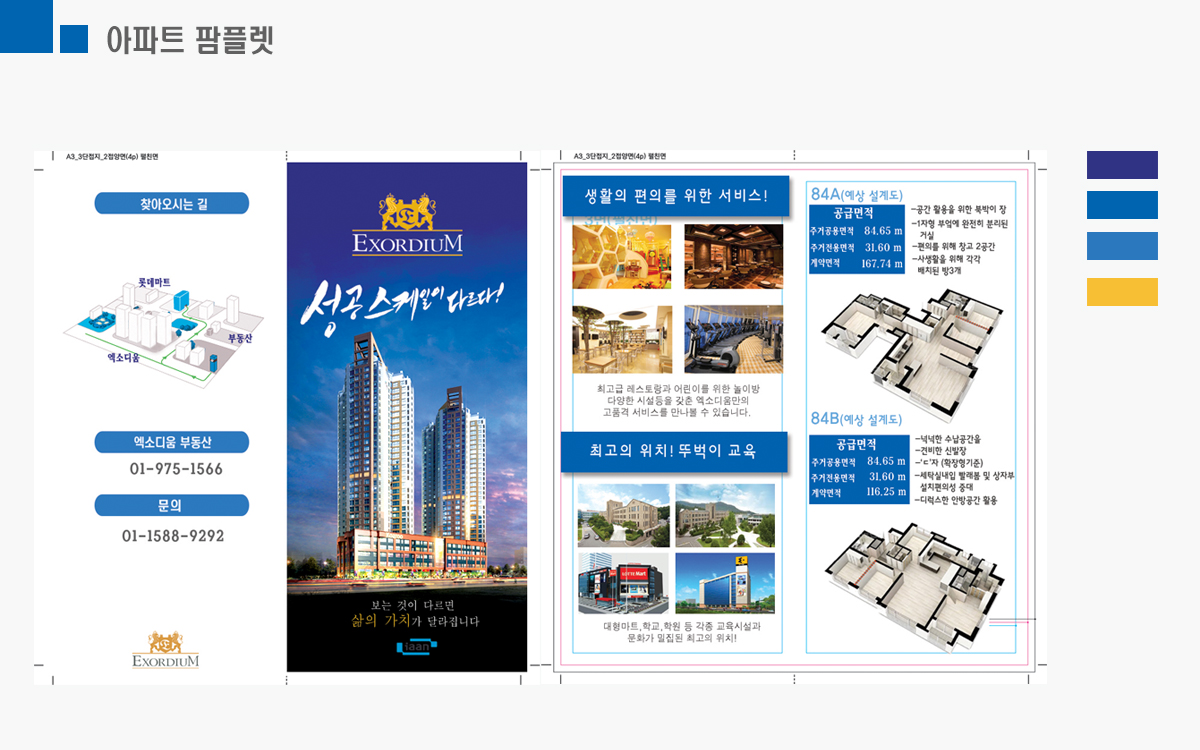 아파트 팜플렛
A3_3단접지_2접양면(4p) 펼친면
찾아오시는 길
롯데마트
부동산
엑소디움
엑소디움 부동산
01-975-1566
문의
01-1588-9292
EXORDIUM
EXORDIUM
성공스케일이 다르다!
보는 것이 다르면
삶의 가치가 달라집니다
iaan
A3_3단접지_2접양면(4p) 펼친면
생활의 편의를 위한 서비스!
최고급 레스토랑과 어린이를 위한 놀이방
다양한 시설등을 갖춘 엑소디움만의
고품격 서비스를 만나볼 수 있습니다.
최고의 위치! 뚜벅이 교육
LOTTE Mart
대형마트,학교,학원 등 각종 교육시설과
문화가 밀집된 최고의 위치!
84A(예상 설계도)
공급면적
주거공용면적 84.65 m
주거전용면적 31.60 m
계약면적 167.74 m
-공간 활용을 위한 북박이 장
-1자형 부엌에 완전히 분리된
거실
-편의를 위해 창고 2공간
-사생활을 위해 각각
배치된 방3개
84B(예상 설계도)
공급면적
주거공용면적 84.65 m
주거전용면적 31.60 m
계약면적 116.25 m
-넉넉한 수납공간을
-겸비한 신발장
-'ㄷ'자 (확장형기준)
-세탁실내입 빨래봄 및 상자부
설치편의성 증대
-디럭스한 안방공간 활용